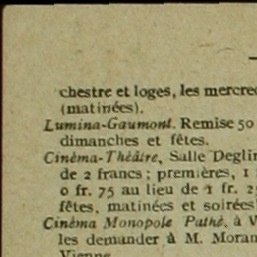 chestre et loges, les mercre
(matinées).
Lumina-Gaumont. Remise 50
dimanches et fêtes.
Cinéma-Théâtre, Salle Deglin
de 2 francs ; premières, 1
0 fr. 75 au lieu de 1 fr. 2
fêtes, matinées et soirées
Cinéma Monopole Pathé, à V
les demander à M. Moran
Vienne